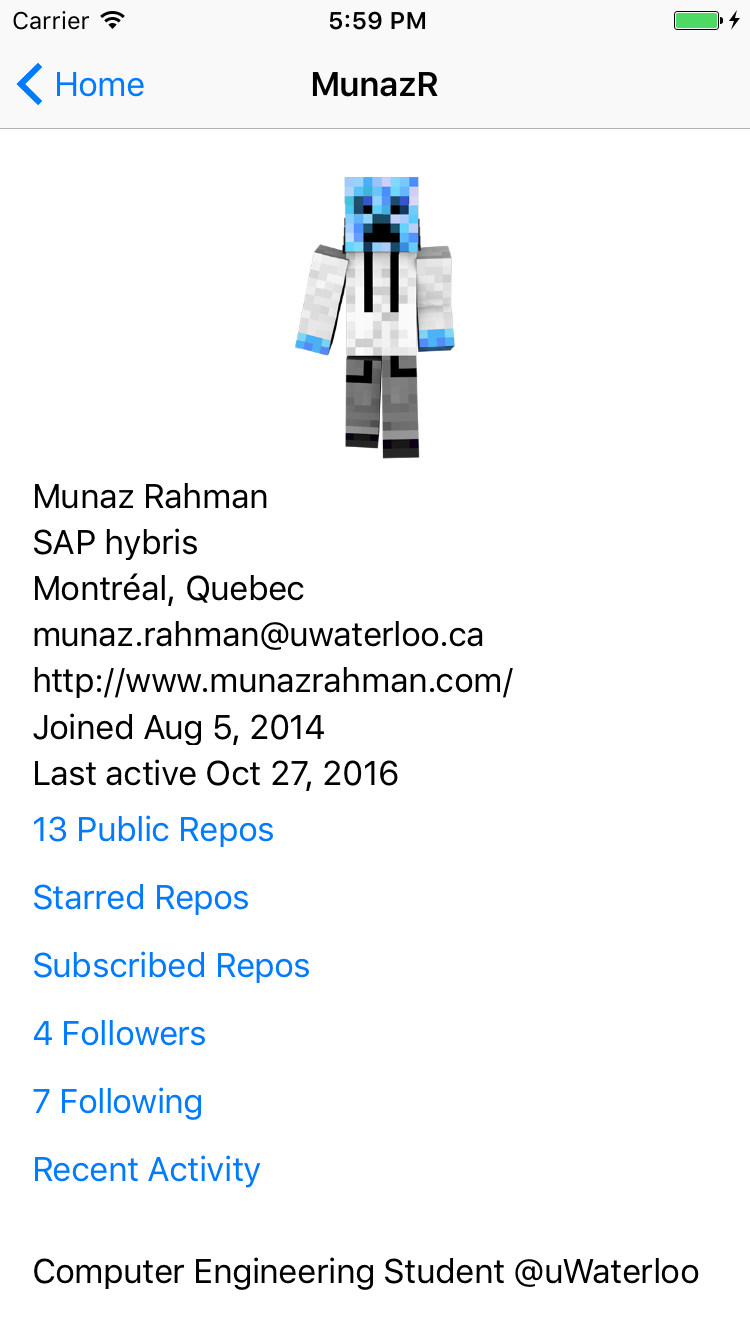 Carrier 5:59 PM
Home MunazR
Munaz Rahman
SAP hybris
Montréal, Quebec
munaz.rahman@uwaterloo.ca
http://www.munazrahman.com/
Joined Aug 5, 2014
Last active Oct 27, 2016
13 Public Repos
Starred Repos
Subscribed Repos
4 Followers
7 Following
Recent Activity
Computer Engineering Student @uWaterloo